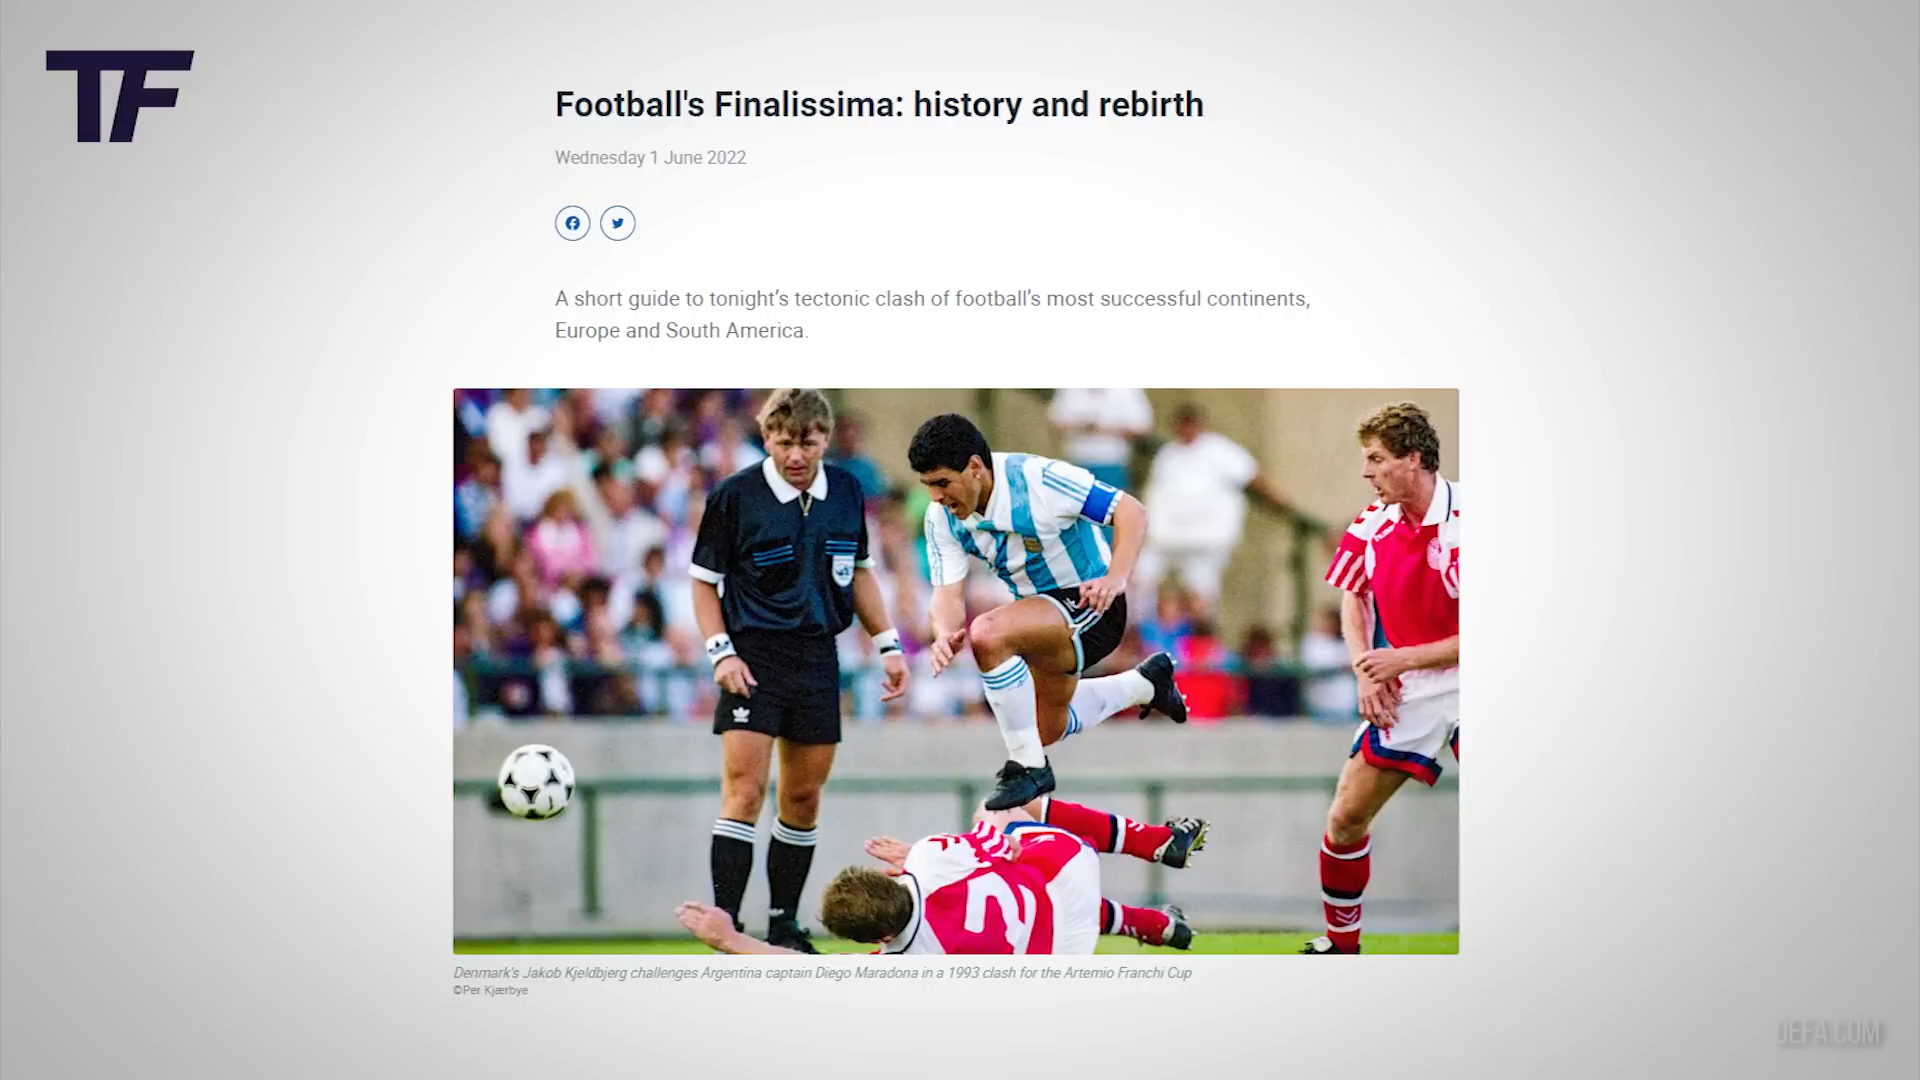 TF
Football's Finalissima: history and rebirth
Wednesday 1 June 2022
A short guide to tonight's tectonic clash of football's most successful continents,
Europe and South America.
2
Denmark's Jakob Kjeldbjerg challenges Argentina captain Diego Maradona in a 1993 clash for the Artemio Franchi Cup
©Per Kjærbye
UEFA.COM